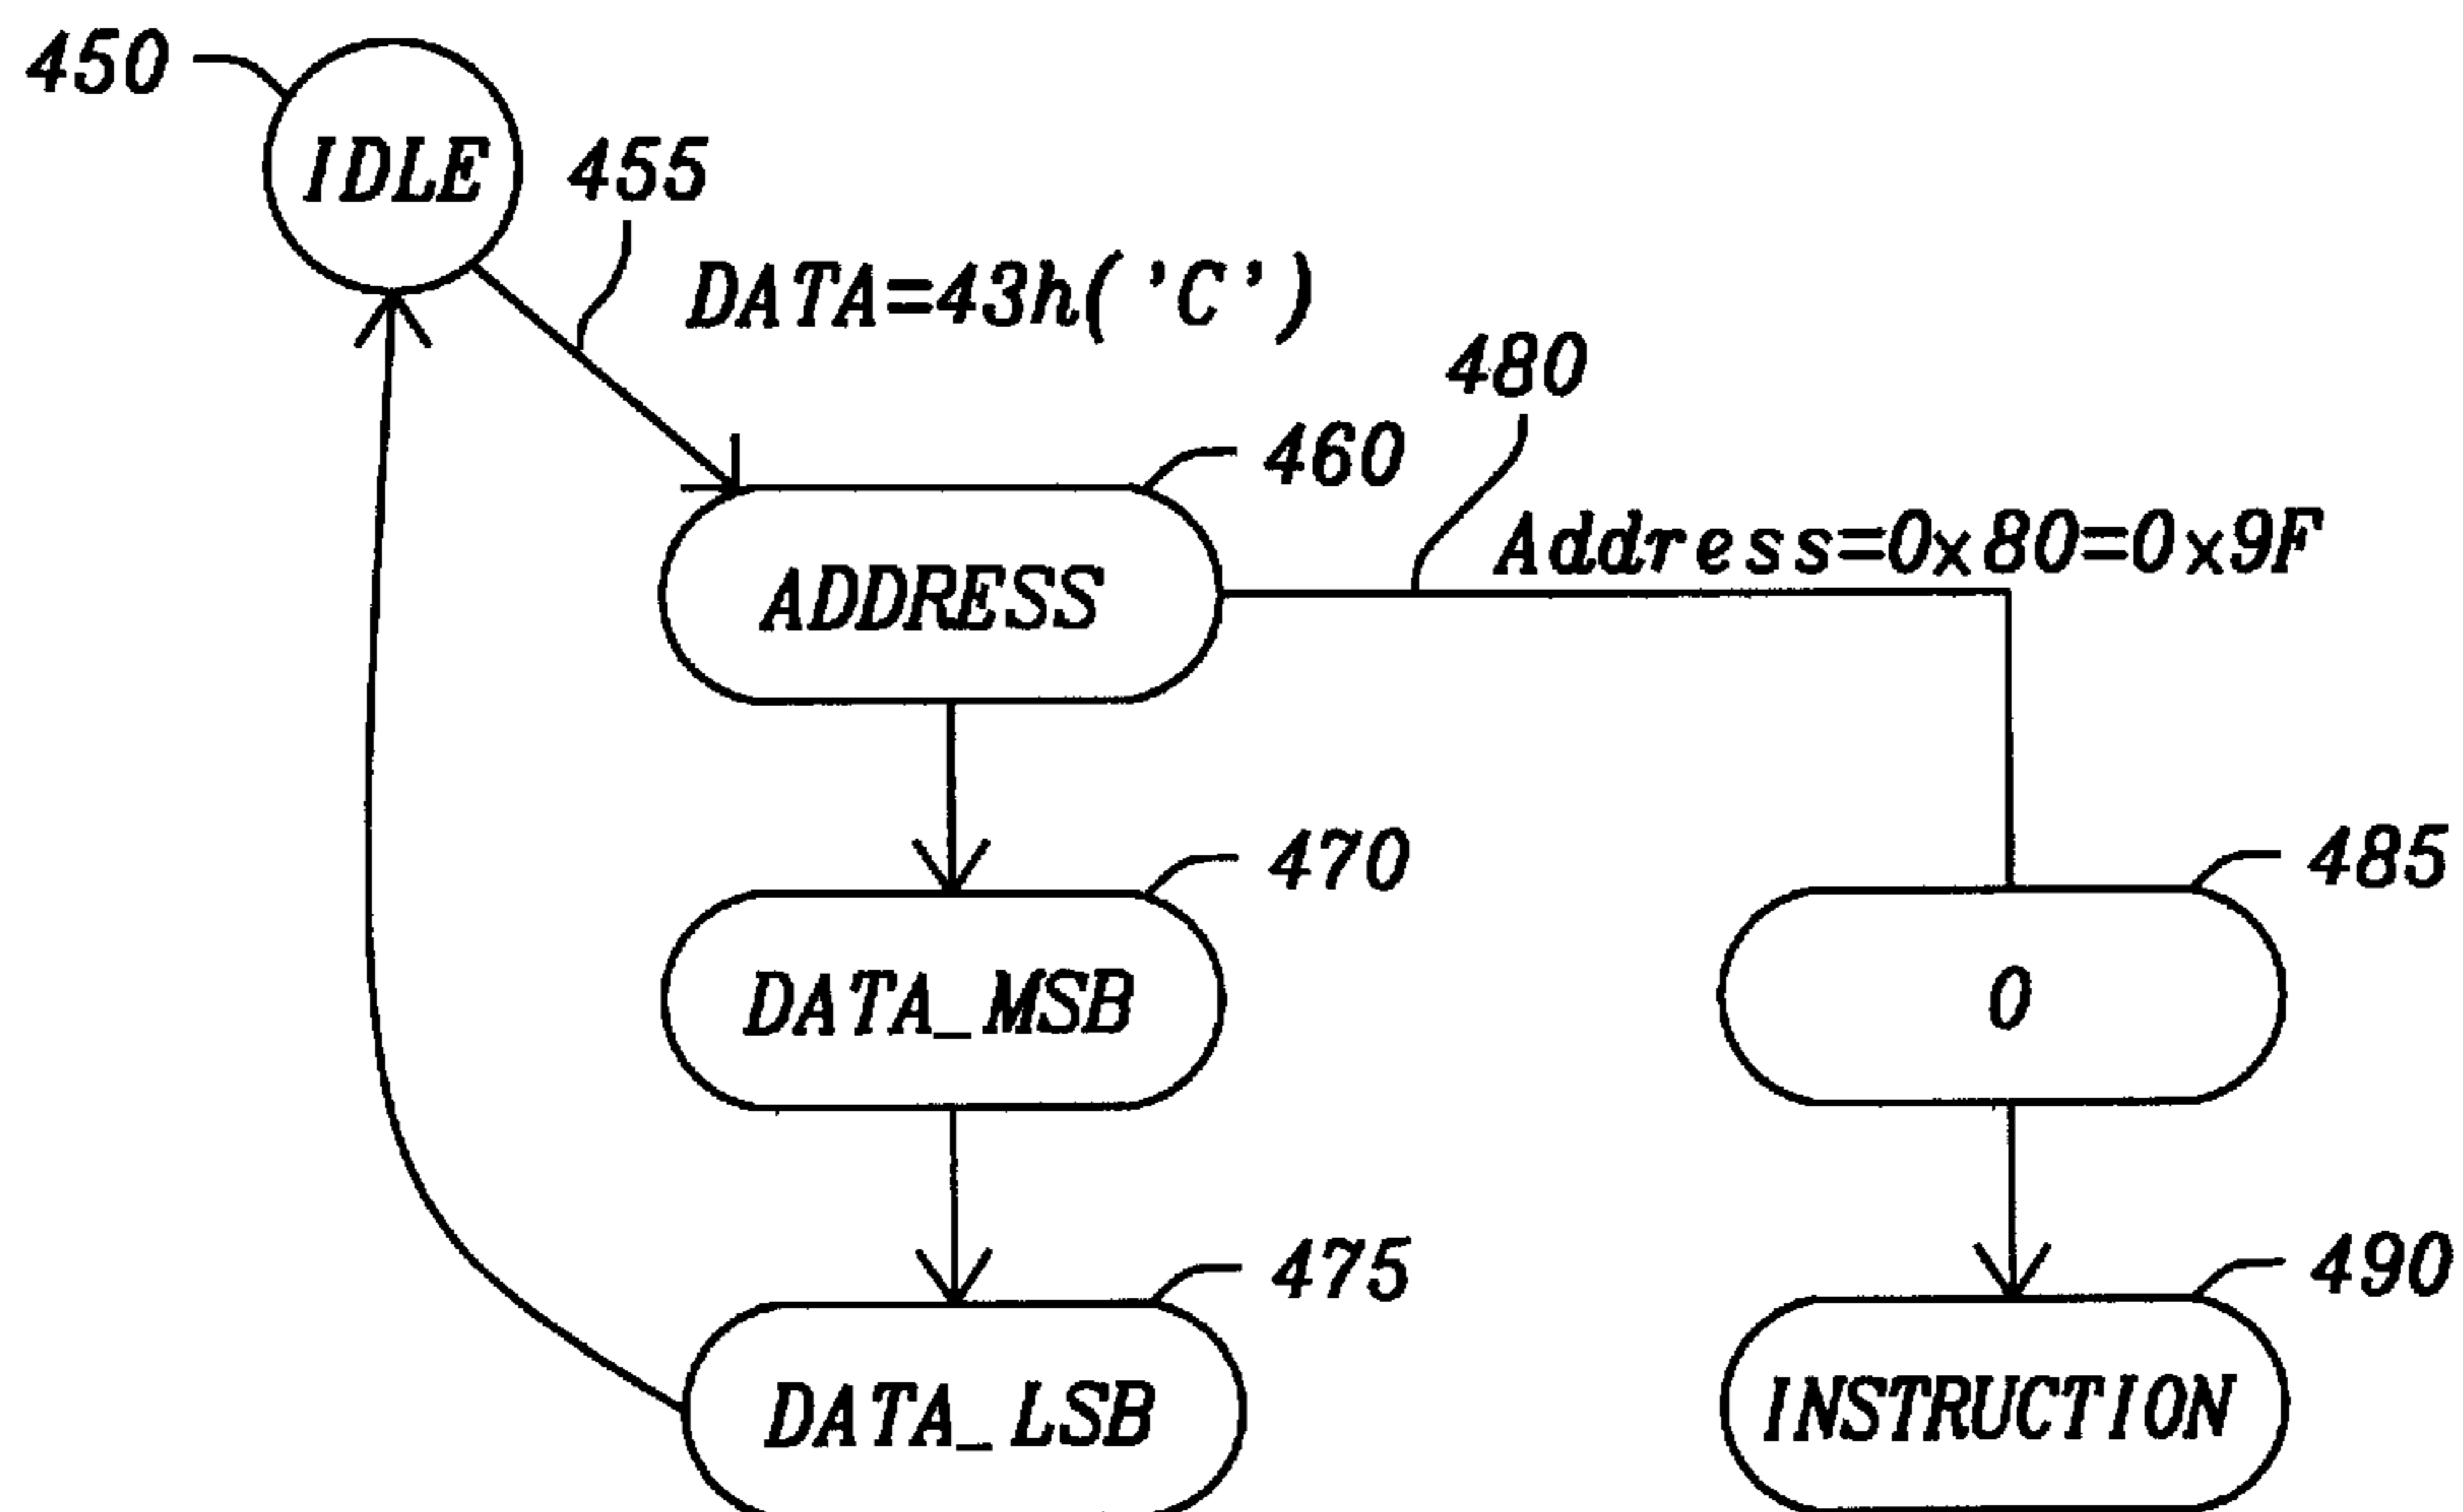 450
IDLE
455
DATA=43h('C')
480
460
Address=0x80=0x9F
ADDRESS
470
485
DATA_MSB
0
475
490
DATA_LSB
INSTRUCTION